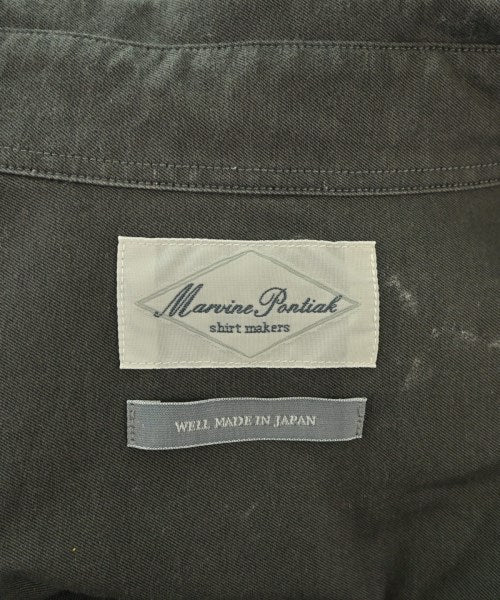 Marvine Pontiak
shirt makers
WELL MADE IN JAPAN